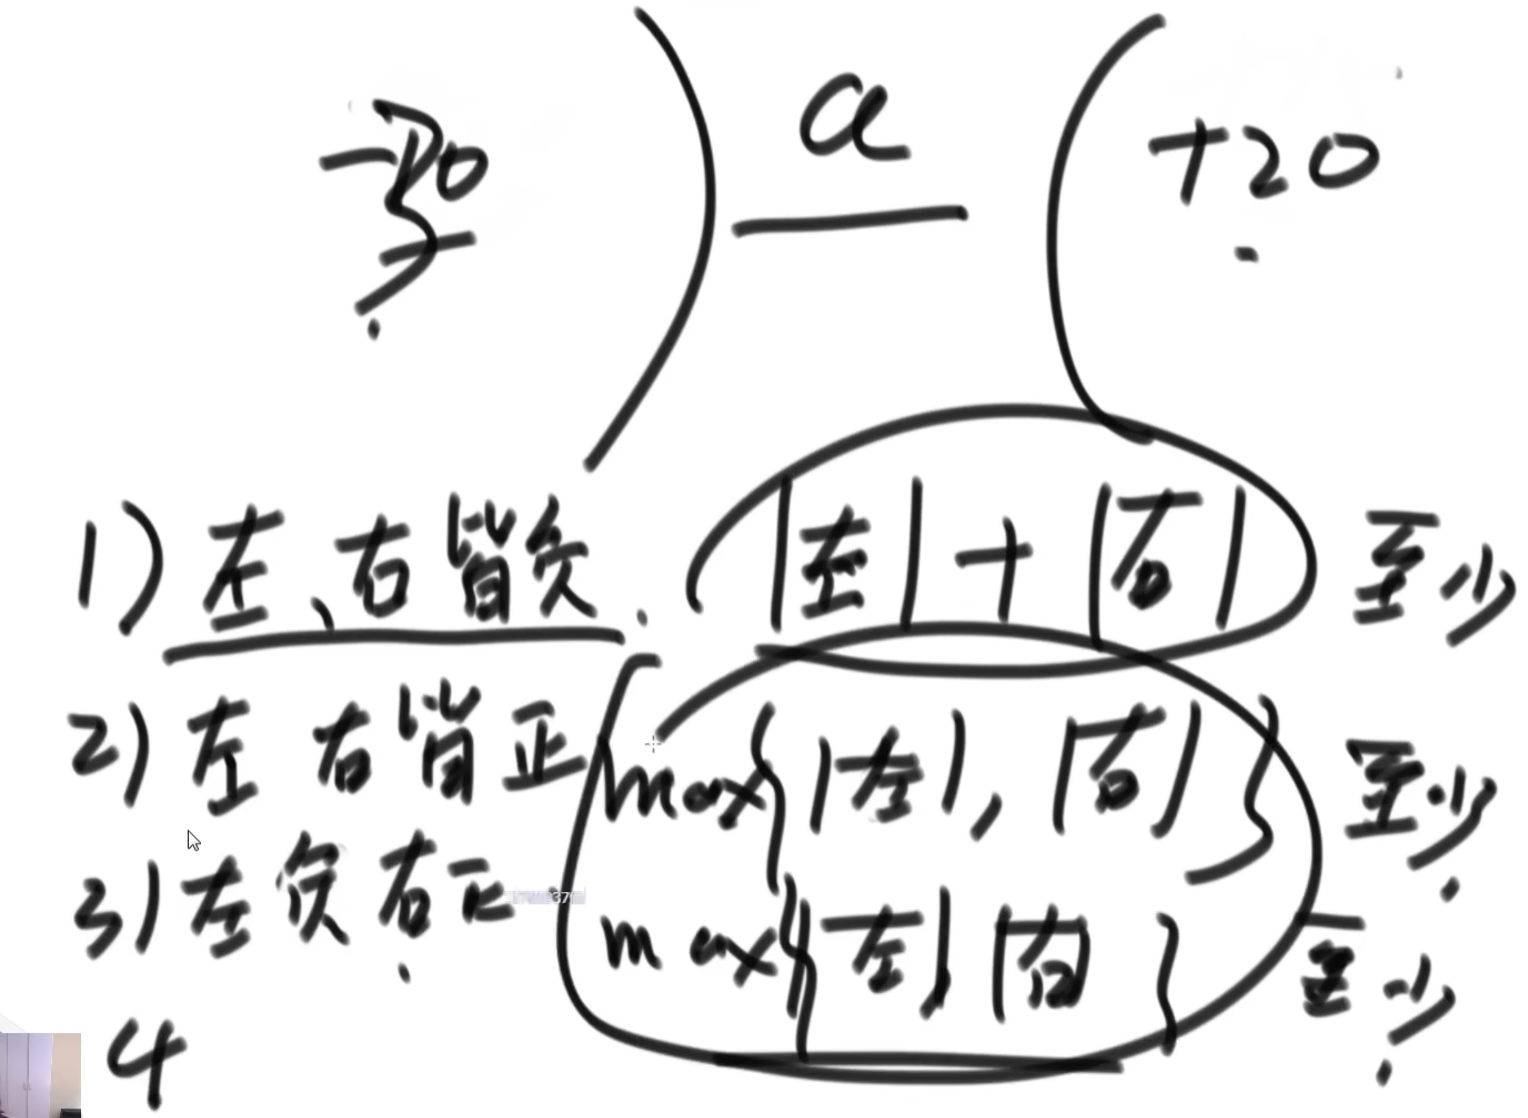 -20 a +20
1) 左、右皆负. |左|+|右| 至少
2) 左 右皆正 max{|左|,|右|} 至少.
3) 左负右正 max{|左| |右|} 至少.
4